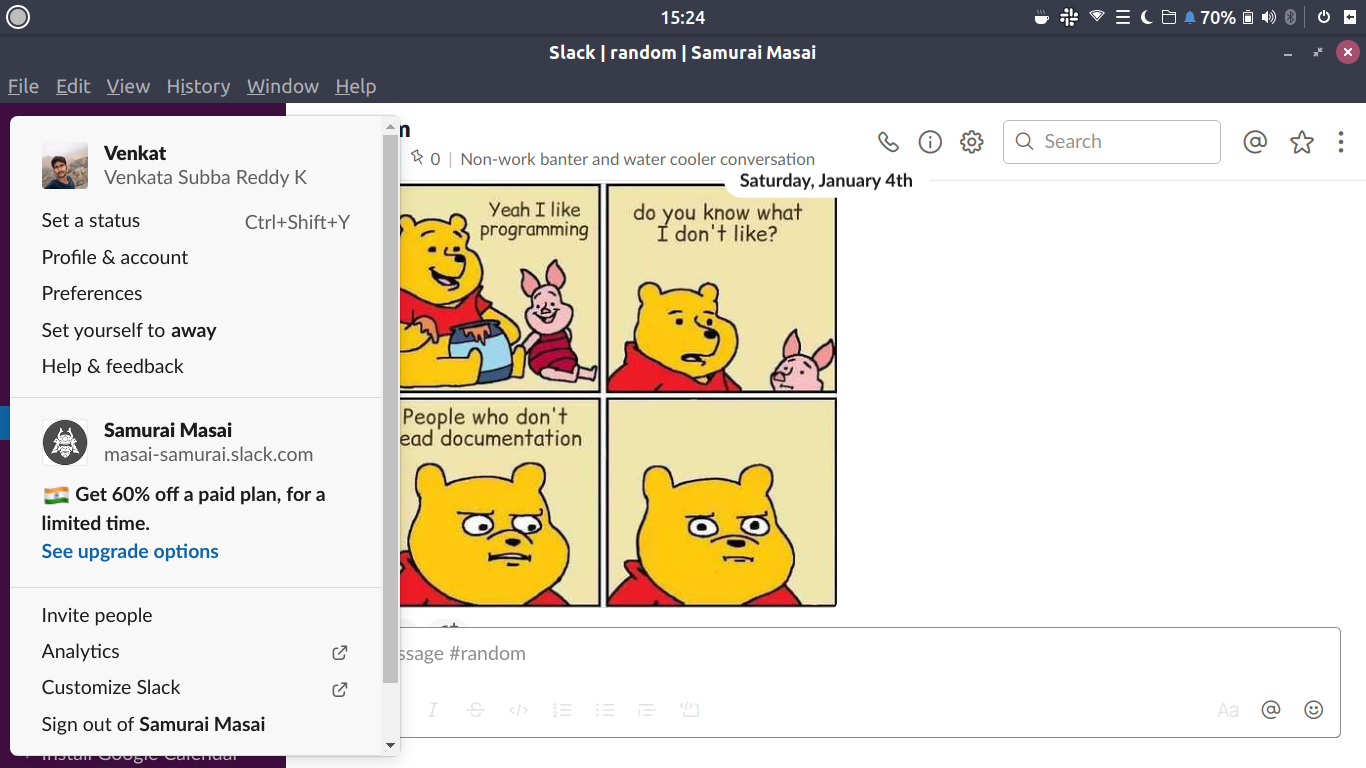 15:24
70%
Slack | random | Samurai Masai
File Edit View History Window Help
Venkat
Venkata Subba Reddy K
Set a status Ctrl+Shift+Y
Profile & account
Preferences
Set yourself to away
Help & feedback
Samurai Masai
masai-samurai.slack.com
Get 60% off a paid plan, for a
limited time.
See upgrade options
Invite people
Analytics
Customize Slack
Sign out of Samurai Masai
Install Google Calendar
m
0 | Non-work banter and water cooler conversation
Search
Saturday, January 4th
Yeah I like
programming
do you know what
I don't like?
People who don't
ead documentation
ssage #random
Aa @